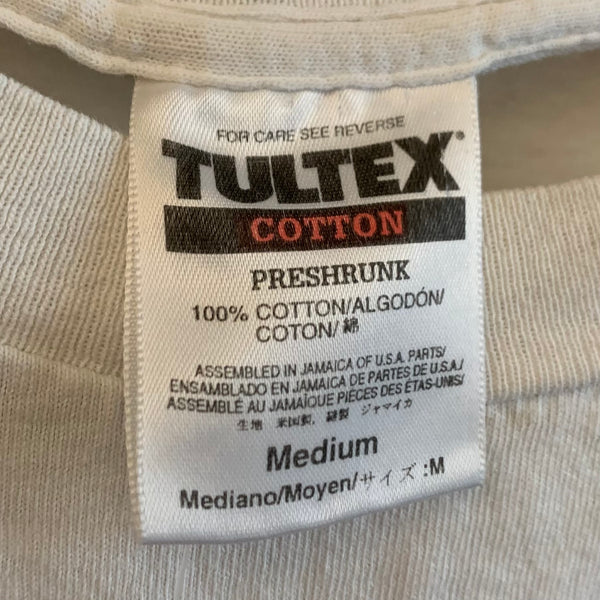 FOR CARE SEE REVERSE
TULTEX®
COTTON
PRESHRUNK
100% COTTON/ALGODÓN/
COTON/綿
ASSEMBLED IN JAMAICA OF U.S.A. PARTS/
ENSAMBLADO EN JAMAICA DE PARTES DE U.S.A./
ASSEMBLÉ AU JAMAÏQUE PIÈCES DES ÉTAS-UNIS/
生地 米国製, 縫製 ジャマイカ
Medium
Mediano/Moyen/サイズ:M